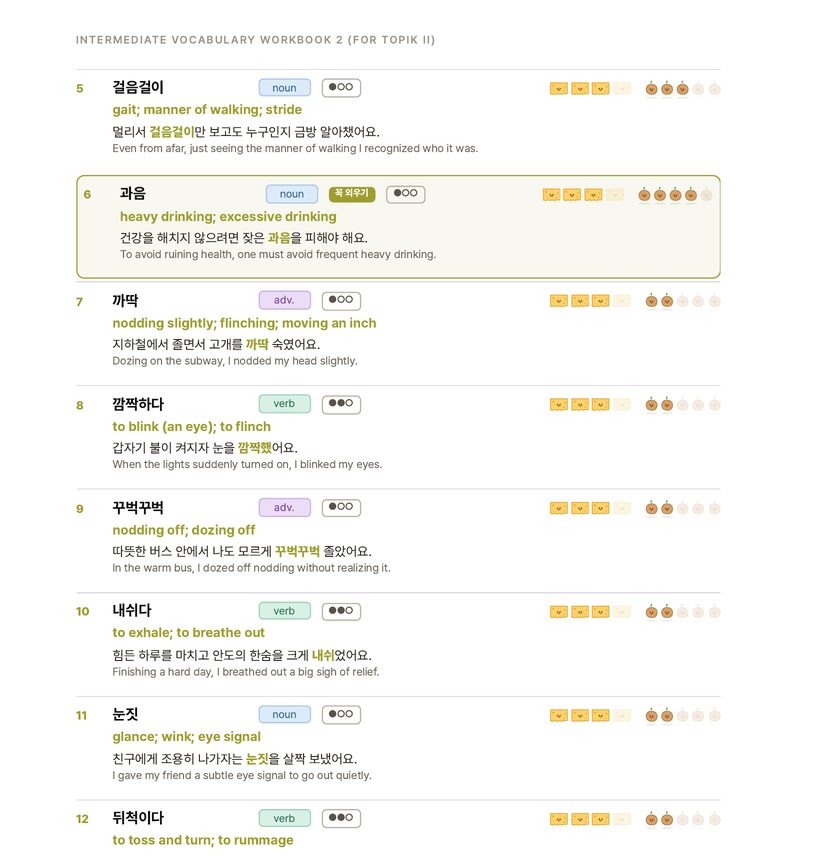 INTERMEDIATE VOCABULARY WORKBOOK 2 (FOR TOPIK II)
5 걸음걸이 noun
gait; manner of walking; stride
멀리서 걸음걸이만 보고도 누구인지 금방 알아챘어요.
Even from afar, just seeing the manner of walking I recognized who it was.
6 과음 noun 꼭 외우기
heavy drinking; excessive drinking
건강을 해치지 않으려면 잦은 과음을 피해야 해요.
To avoid ruining health, one must avoid frequent heavy drinking.
7 까딱 adv.
nodding slightly; flinching; moving an inch
지하철에서 졸면서 고개를 까딱 숙였어요.
Dozing on the subway, I nodded my head slightly.
8 깜짝하다 verb
to blink (an eye); to flinch
갑자기 불이 켜지자 눈을 깜짝했어요.
When the lights suddenly turned on, I blinked my eyes.
9 꾸벅꾸벅 adv.
nodding off; dozing off
따뜻한 버스 안에서 나도 모르게 꾸벅꾸벅 졸았어요.
In the warm bus, I dozed off nodding without realizing it.
10 내쉬다 verb
to exhale; to breathe out
힘든 하루를 마치고 안도의 한숨을 크게 내쉬었어요.
Finishing a hard day, I breathed out a big sigh of relief.
11 눈짓 noun
glance; wink; eye signal
친구에게 조용히 나가자는 눈짓을 살짝 보냈어요.
I gave my friend a subtle eye signal to go out quietly.
12 뒤척이다 verb
to toss and turn; to rummage